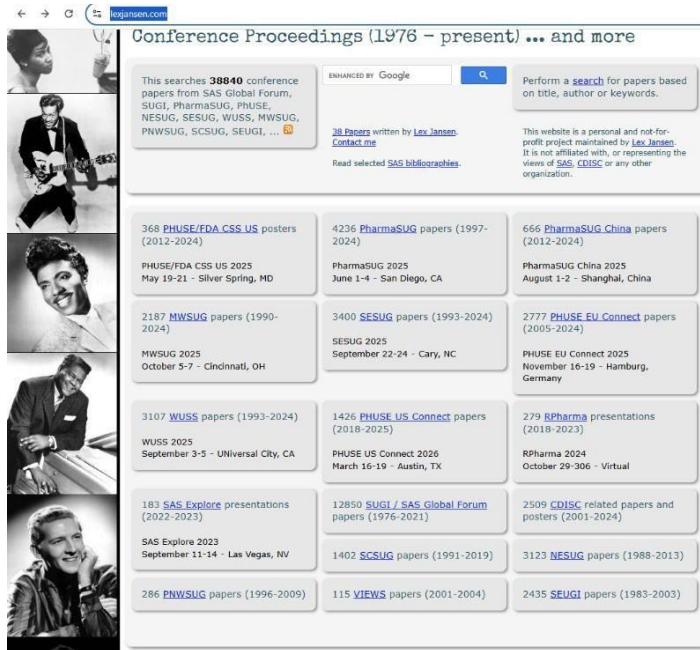 lexjansen.com
Conference Proceedings (1976 - present) ... and more
This searches 38840 conference
papers from SAS Global Forum,
SUGI, PharmaSUG, PhUSE,
NESUG, SESUG, WUSS, MWSUG,
PNWSUG, SCSUG, SEUGI, ...
ENHANCED BY Google
38 Papers written by Lex Jansen.
Contact me
Read selected SAS bibliographies.
Perform a search for papers based
on title, author or keywords.
This website is a personal and not-for-
profit project maintained by Lex Jansen.
It is not affiliated with, or representing the
views of SAS, CDISC or any other
organization.
368 PHUSE/FDA CSS US posters
(2012-2024)
PHUSE/FDA CSS US 2025
May 19-21 - Silver Spring, MD
4236 PharmaSUG papers (1997-
2024)
PharmaSUG 2025
June 1-4 - San Diego, CA
666 PharmaSUG China papers
(2012-2024)
PharmaSUG China 2025
August 1-2 - Shanghai, China
2187 MWSUG papers (1990-
2024)
MWSUG 2025
October 5-7 - Cincinnati, OH
3400 SESUG papers (1993-2024)
SESUG 2025
September 22-24 - Cary, NC
2777 PHUSE EU Connect papers
(2005-2024)
PHUSE EU Connect 2025
November 16-19 - Hamburg,
Germany
3107 WUSS papers (1993-2024)
WUSS 2025
September 3-5 - UNiversal City, CA
1426 PHUSE US Connect papers
(2018-2025)
PHUSE US Connect 2026
March 16-19 - Austin, TX
279 RPharma presentations
(2018-2023)
RPharma 2024
October 29-306 - Virtual
183 SAS Explore presentations
(2022-2023)
SAS Explore 2023
September 11-14 - Las Vegas, NV
12850 SUGI / SAS Global Forum
papers (1976-2021)
2509 CDISC related papers and
posters (2001-2024)
1402 SCSUG papers (1991-2019)
3123 NESUG papers (1988-2013)
286 PNWSUG papers (1996-2009)
115 VIEWS papers (2001-2004)
2435 SEUGI papers (1983-2003)